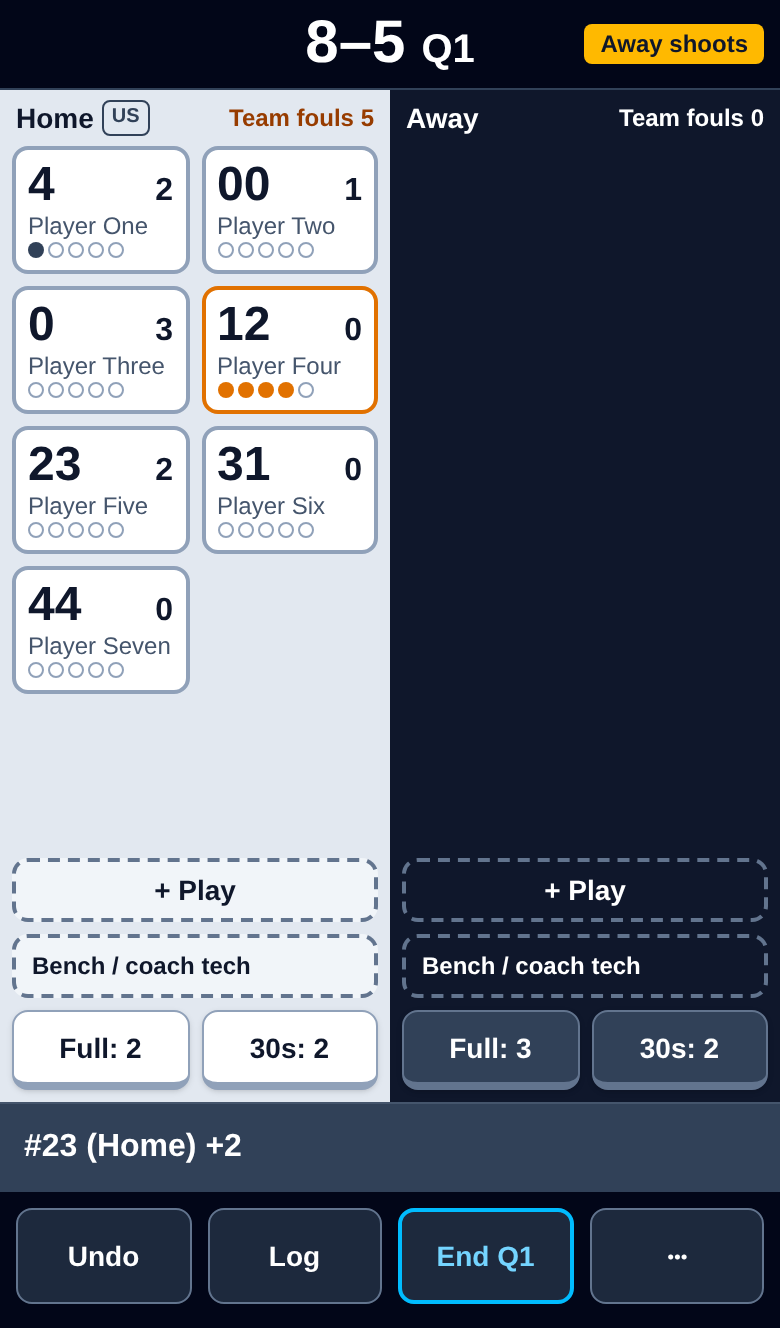 8–5 Q1
Away shoots
Home US
Team fouls 5
4 2
Player One
00 1
Player Two
0 3
Player Three
12 0
Player Four
23 2
Player Five
31 0
Player Six
44 0
Player Seven
+ Play
Bench / coach tech
Full: 2
30s: 2
Away
Team fouls 0
+ Play
Bench / coach tech
Full: 3
30s: 2
#23 (Home) +2
Undo
Log
End Q1
···